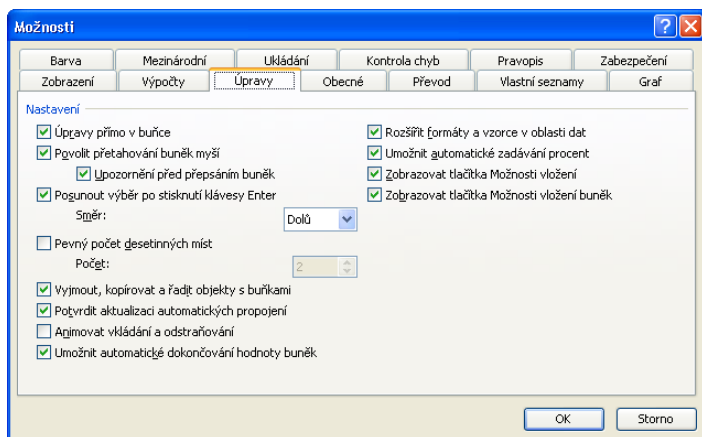 Možnosti
Barva Mezinárodní Ukládání Kontrola chyb Pravopis Zabezpečení
Zobrazení Výpočty Úpravy Obecné Převod Vlastní seznamy Graf
Nastavení
Úpravy přímo v buňce
Povolit přetahování buněk myší
Upozornění před přepsáním buněk
Posunout výběr po stisknutí klávesy Enter
Směr: Dolů
Pevný počet desetinných míst
Počet: 2
Vyjmout, kopírovat a řadit objekty s buňkami
Potvrdit aktualizaci automatických propojení
Animovat vkládání a odstraňování
Umožnit automatické dokončování hodnoty buněk
Rozšířit formáty a vzorce v oblasti dat
Umožnit automatické zadávání procent
Zobrazovat tlačítka Možnosti vložení
Zobrazovat tlačítka Možnosti vložení buněk
OK Storno